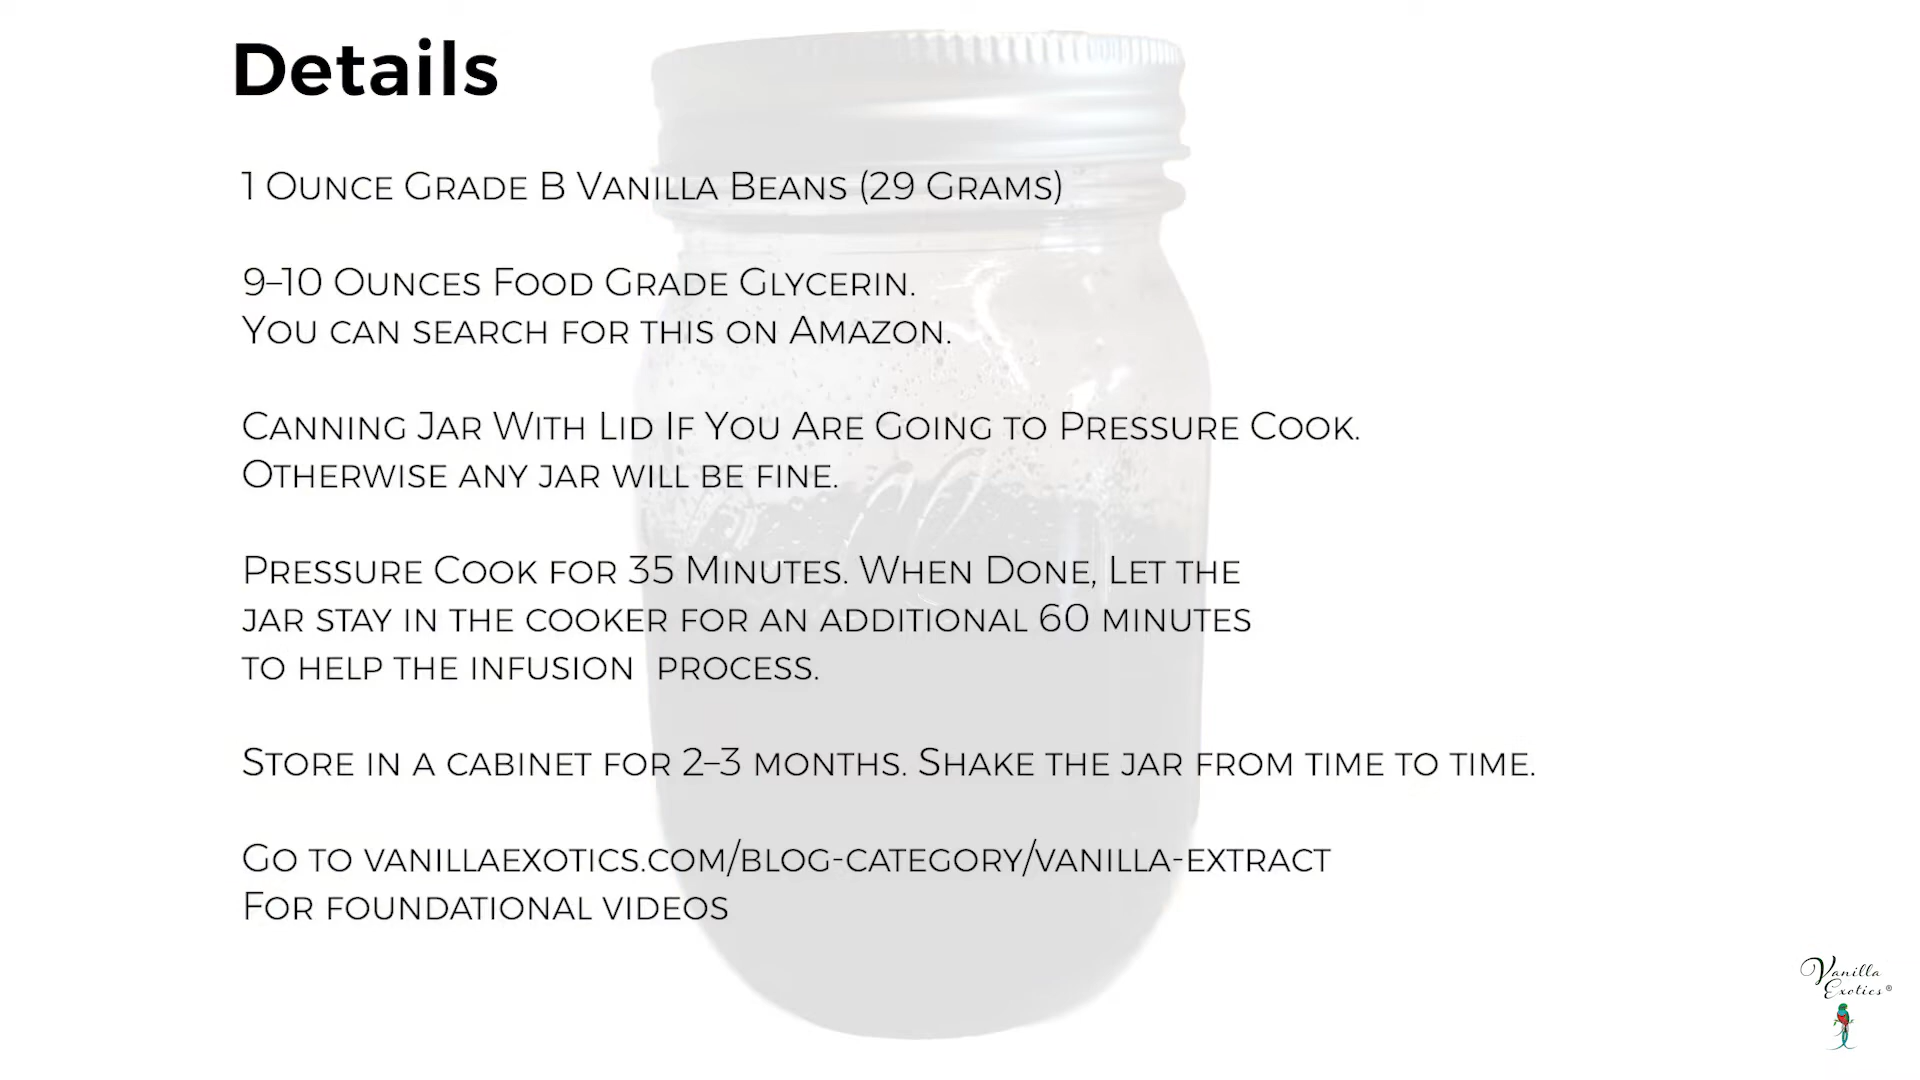 Details
1 Ounce Grade B Vanilla Beans (29 Grams)
9–10 Ounces Food Grade Glycerin.
You can search for this on Amazon.
Canning Jar With Lid If You Are Going to Pressure Cook.
Otherwise any jar will be fine.
Pressure Cook for 35 Minutes. When Done, Let the
jar stay in the cooker for an additional 60 minutes
to help the infusion  process.
Store in a cabinet for 2–3 months. Shake the jar from time to time.
Go to vanillaexotics.com/blog-category/vanilla-extract
For foundational videos
Vanilla
Exotics®